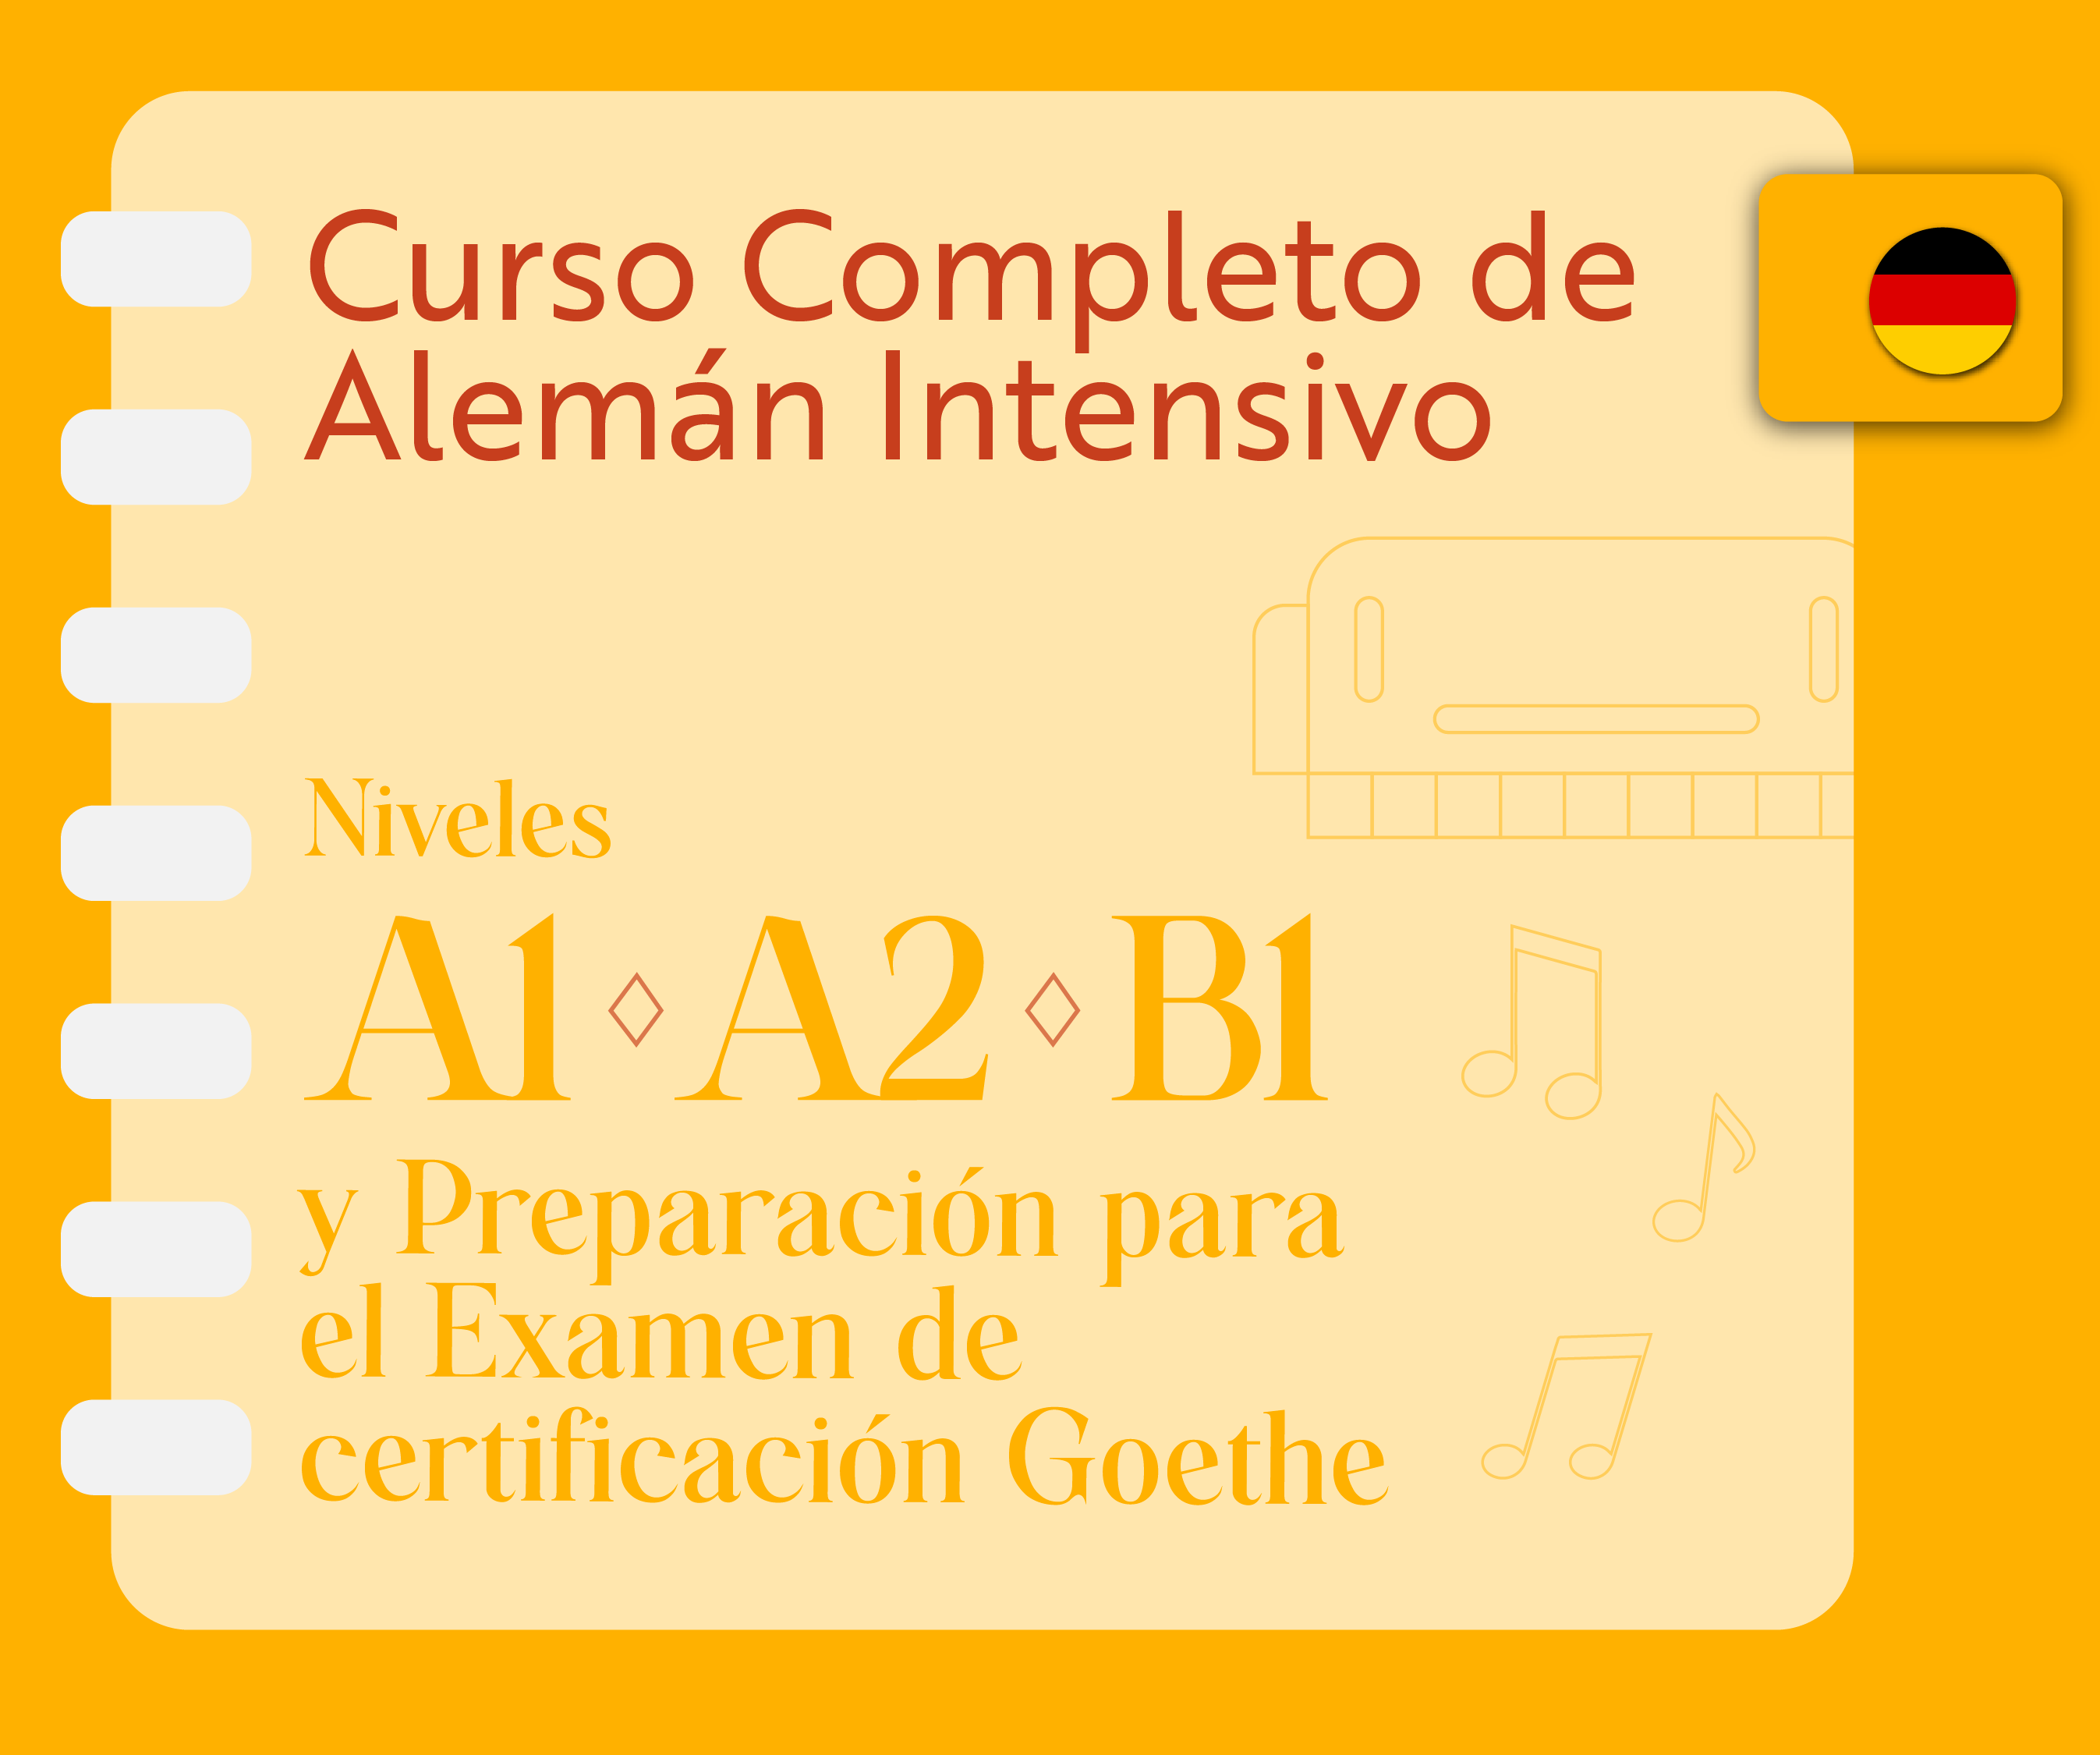 Curso Completo de
Alemán Intensivo
Niveles
A1 ◇ A2 ◇ B1
y Preparación para
el Examen de
certificación Goethe